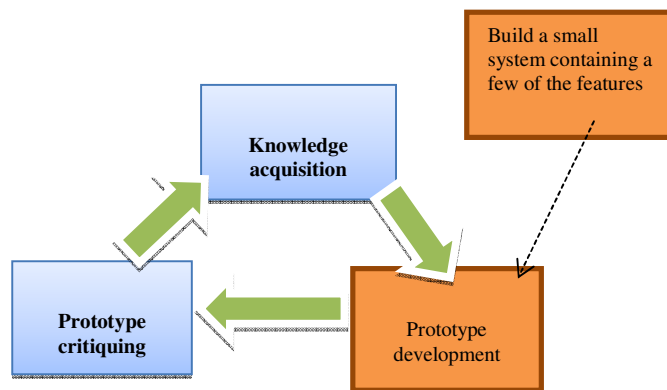 Build a small
system containing a
few of the features
Knowledge
acquisition
Prototype
critiquing
Prototype
development